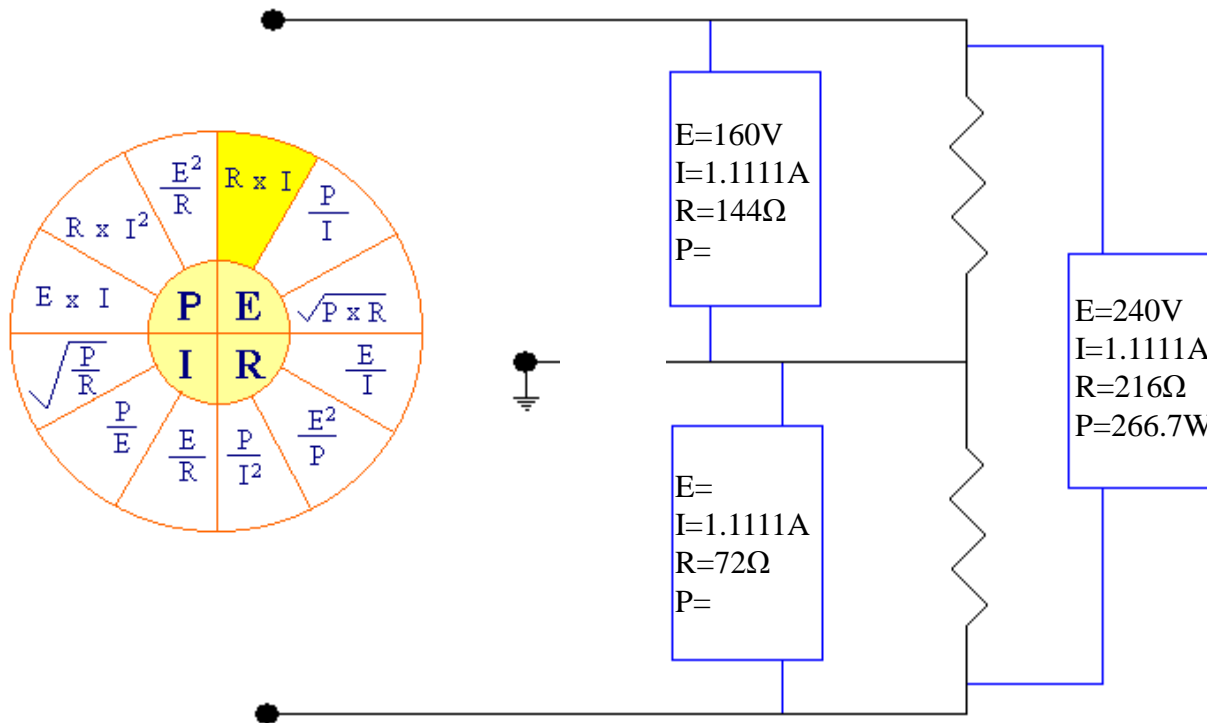 E²/R
R x I
P/I
R x I²
E x I
√P x R
P
E
I
R
√P/R
E/I
P/E
E/R
P/I²
E²/P
E=160V
I=1.1111A
R=144Ω
P=
E=
I=1.1111A
R=72Ω
P=
E=240V
I=1.1111A
R=216Ω
P=266.7W